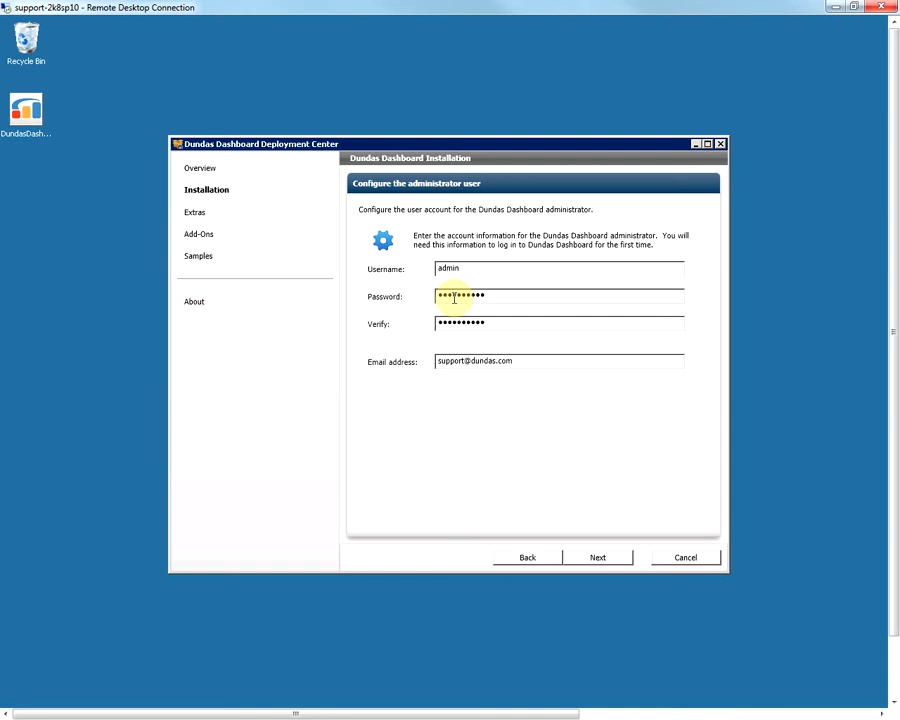 support-2k8sp10 - Remote Desktop Connection
Recycle Bin
DundasDash...
Dundas Dashboard Deployment Center
Overview
Installation
Extras
Add-Ons
Samples
About
Dundas Dashboard Installation
Configure the administrator user
Configure the user account for the Dundas Dashboard administrator.
Enter the account information for the Dundas Dashboard administrator. You will
need this information to log in to Dundas Dashboard for the first time.
Username: admin
Password: ••••••••••
Verify: ••••••••••
Email address: support@dundas.com
Back Next Cancel